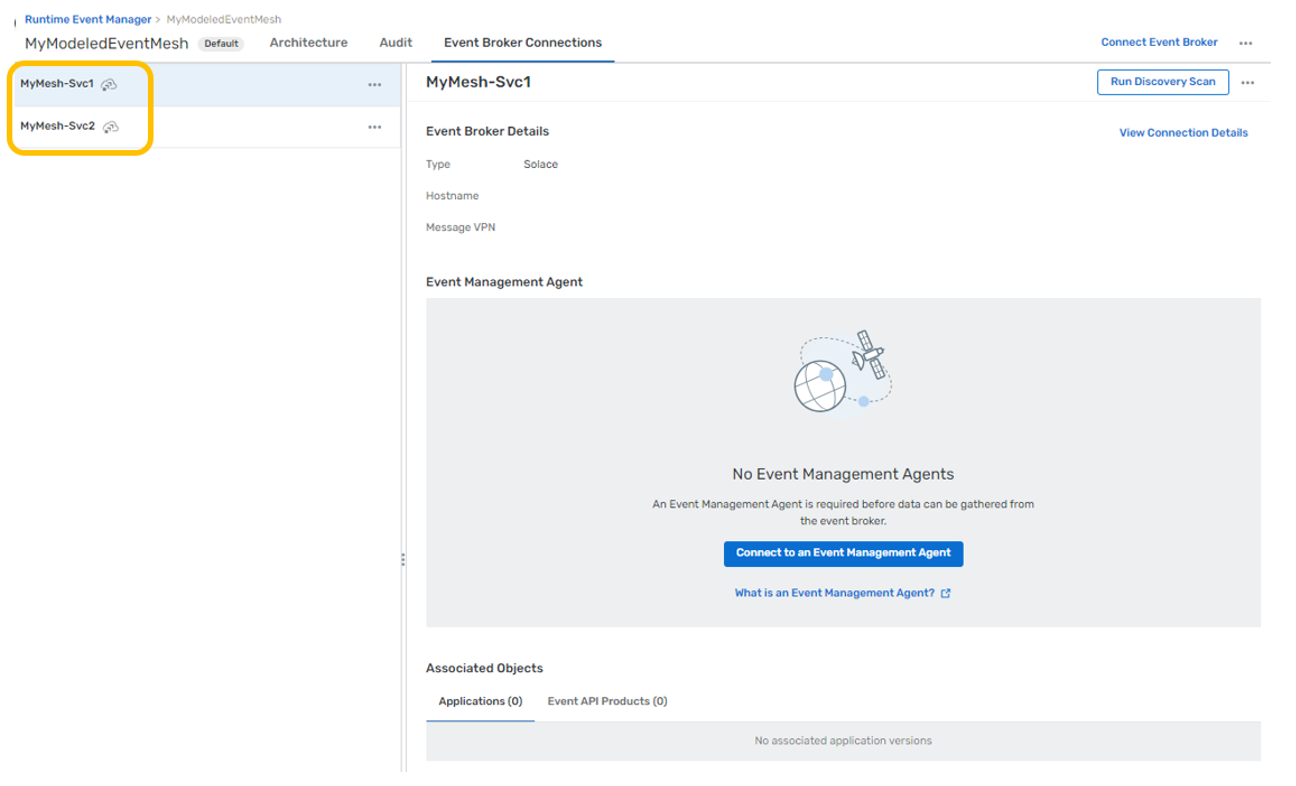 Runtime Event Manager > MyModeledEventMesh
MyModeledEventMesh Default Architecture Audit Event Broker Connections Connect Event Broker
MyMesh-Svc1
MyMesh-Svc2
MyMesh-Svc1 Run Discovery Scan
Event Broker Details View Connection Details
Type Solace
Hostname
Message VPN
Event Management Agent
No Event Management Agents
An Event Management Agent is required before data can be gathered from
the event broker.
Connect to an Event Management Agent
What is an Event Management Agent?
Associated Objects
Applications (0) Event API Products (0)
No associated application versions